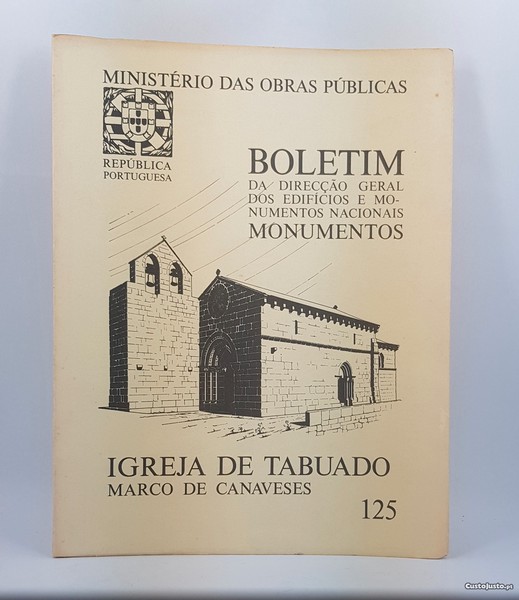 MINISTÉRIO DAS OBRAS PÚBLICAS
REPÚBLICA
PORTUGUESA
BOLETIM
DA DIRECÇÃO GERAL
DOS EDIFÍCIOS E MO-
NUMENTOS NACIONAIS
MONUMENTOS
IGREJA DE TABUADO
MARCO DE CANAVESES
125
CustoJusto.pt